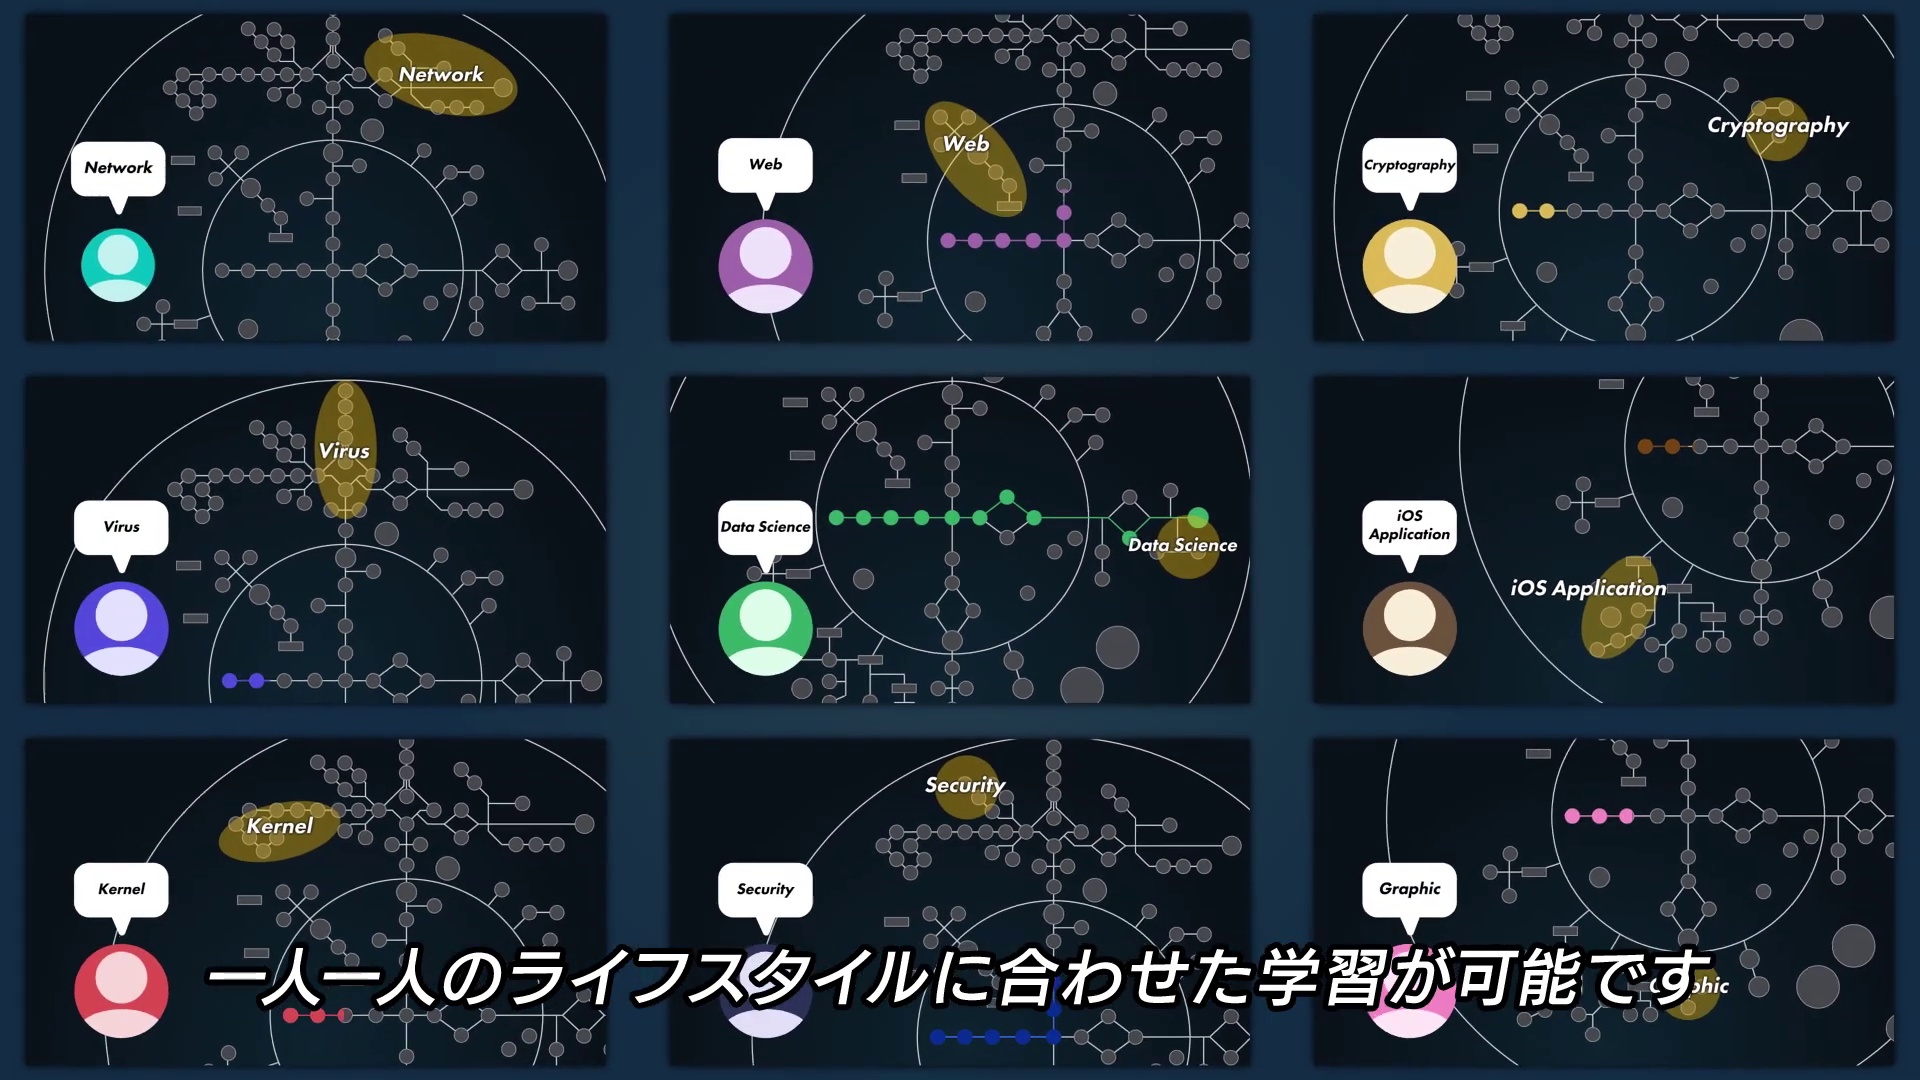 Network
Network
Web
Web
Cryptography
Cryptography
Virus
Virus
Data Science
Data Science
iOS
Application
iOS Application
Kernel
Kernel
Security
Security
Graphic
一人一人のライフスタイルに合わせた学習が可能です